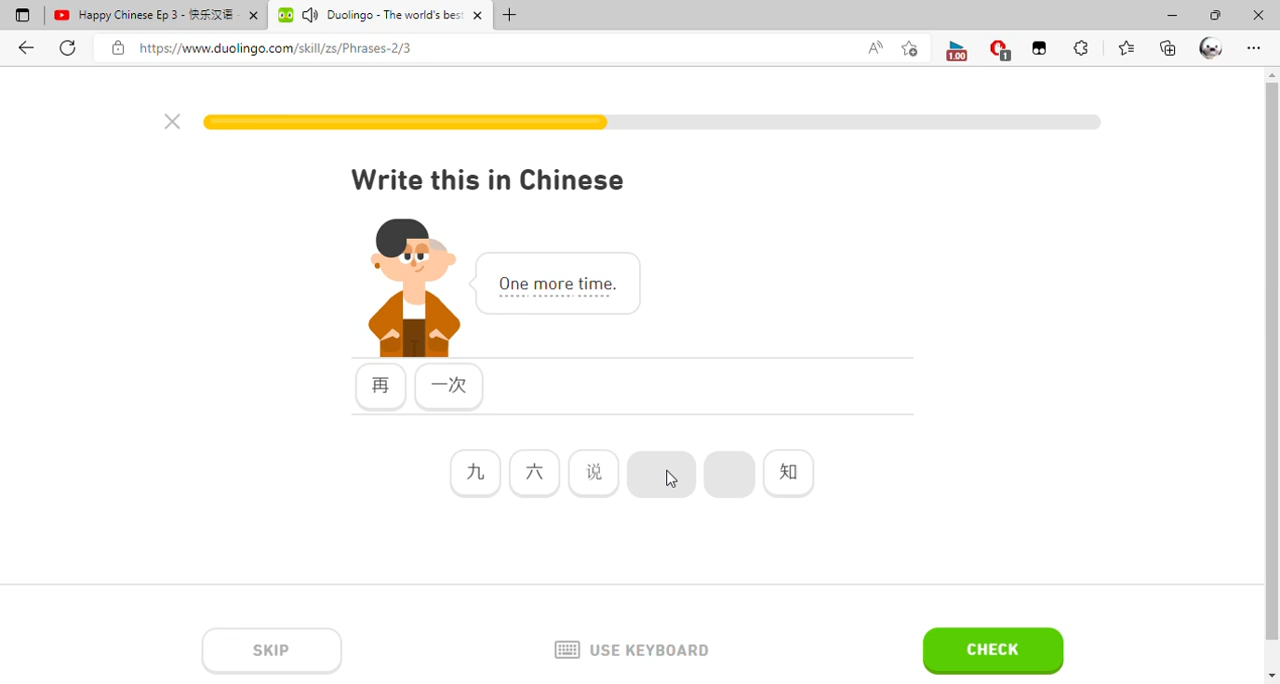 Happy Chinese Ep 3 - 快乐汉语
Duolingo - The world's best
https://www.duolingo.com/skill/zs/Phrases-2/3
1.00
1
Write this in Chinese
One more time.
再 一次
九 六 说 知
SKIP
USE KEYBOARD
CHECK